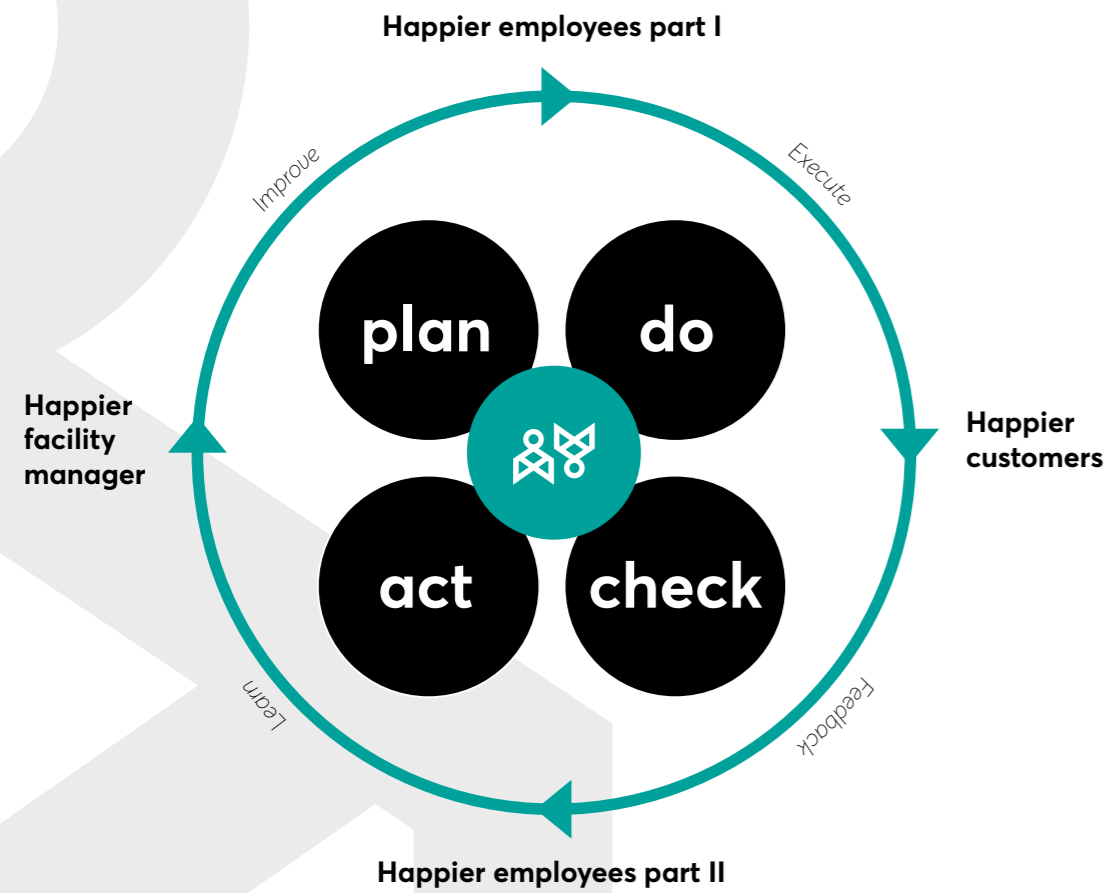 Happier employees part I
Improve
Execute
plan
do
Happier
facility
manager
Happier
customers
act
check
Learn
Feedback
Happier employees part II